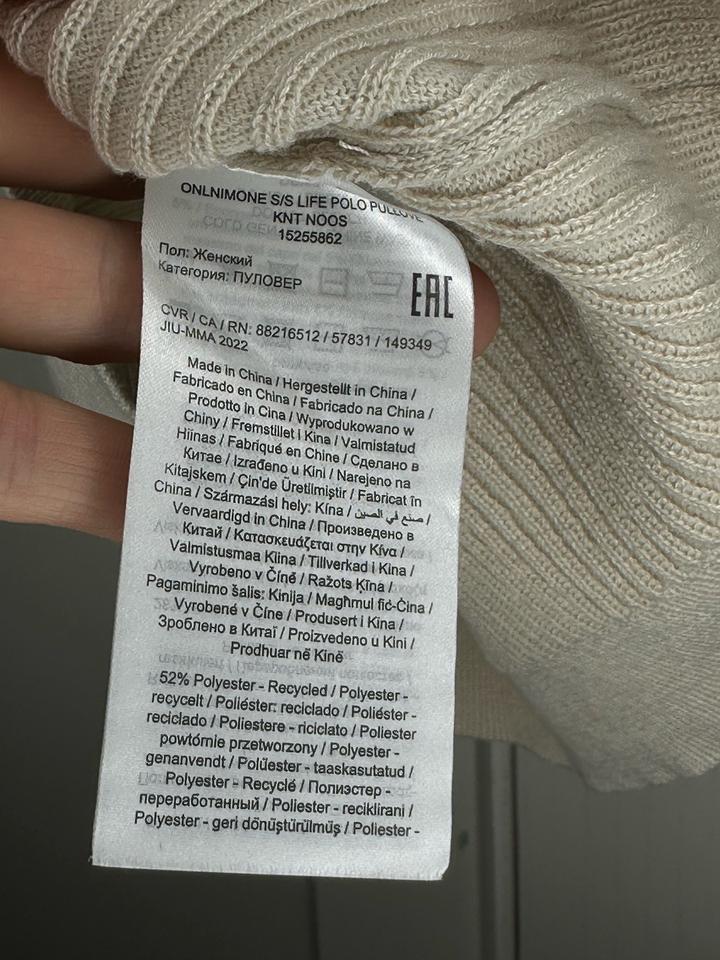 ONLNIMONE S/S LIFE POLO PULLOVE
KNT NOOS
15255862
Пол: Женский
Категория: ПУЛОВЕР
EAC
CVR / CA / RN: 88216512 / 57831 / 149349
JIU-MMA 2022
Made in China / Hergestellt in China /
Fabricado en China / Fabricado na China /
Prodotto in Cina / Wyprodukowano w
Chiny / Fremstillet i Kina / Valmistatud
Hiinas / Fabriqué en Chine / Сделано в
Китае / Izrađeno u Kini / Narejeno na
Kitajskem / Çin'de Üretilmiştir / Fabricat în
China / Származási hely: Kína / صنع في الصين /
Vervaardigd in China / Произведено в
Китай / Κατασκευάζεται στην Κίνα /
Valmistusmaa Kiina / Tillverkad i Kina /
Vyrobeno v Číně / Ražots Ķīna /
Pagaminimo šalis: Kinija / Magħmul fiċ-Ċina /
Vyrobené v Číne / Produsert i Kina /
Зроблено в Китаї / Proizvedeno u Kini /
Prodhuar në Kinë
52% Polyester - Recycled / Polyester -
recycelt / Poliéster: reciclado / Poliéster -
reciclado / Poliestere - riciclato / Poliester
powtórnie przetworzony / Polyester -
genanvendt / Polüester - taaskasutatud /
Polyester - Recyclé / Полиэстер -
переработанный / Poliester - reciklirani /
Polyester - geri dönüştürülmüş / Poliester -